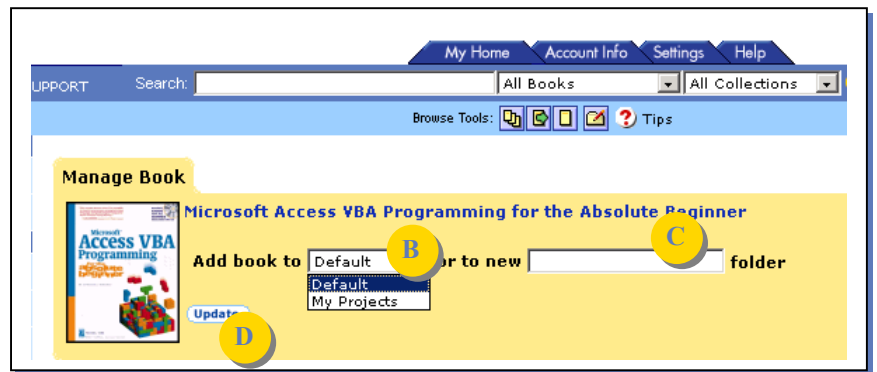 My Home Account Info Settings Help
UPPORT Search: All Books All Collections
Browse Tools: ? Tips
Manage Book
Microsoft Access VBA Programming for the Absolute Beginner
Microsoft
Access VBA
Programming
Add book to Default B or to new C folder
Default
My Projects
Update
D